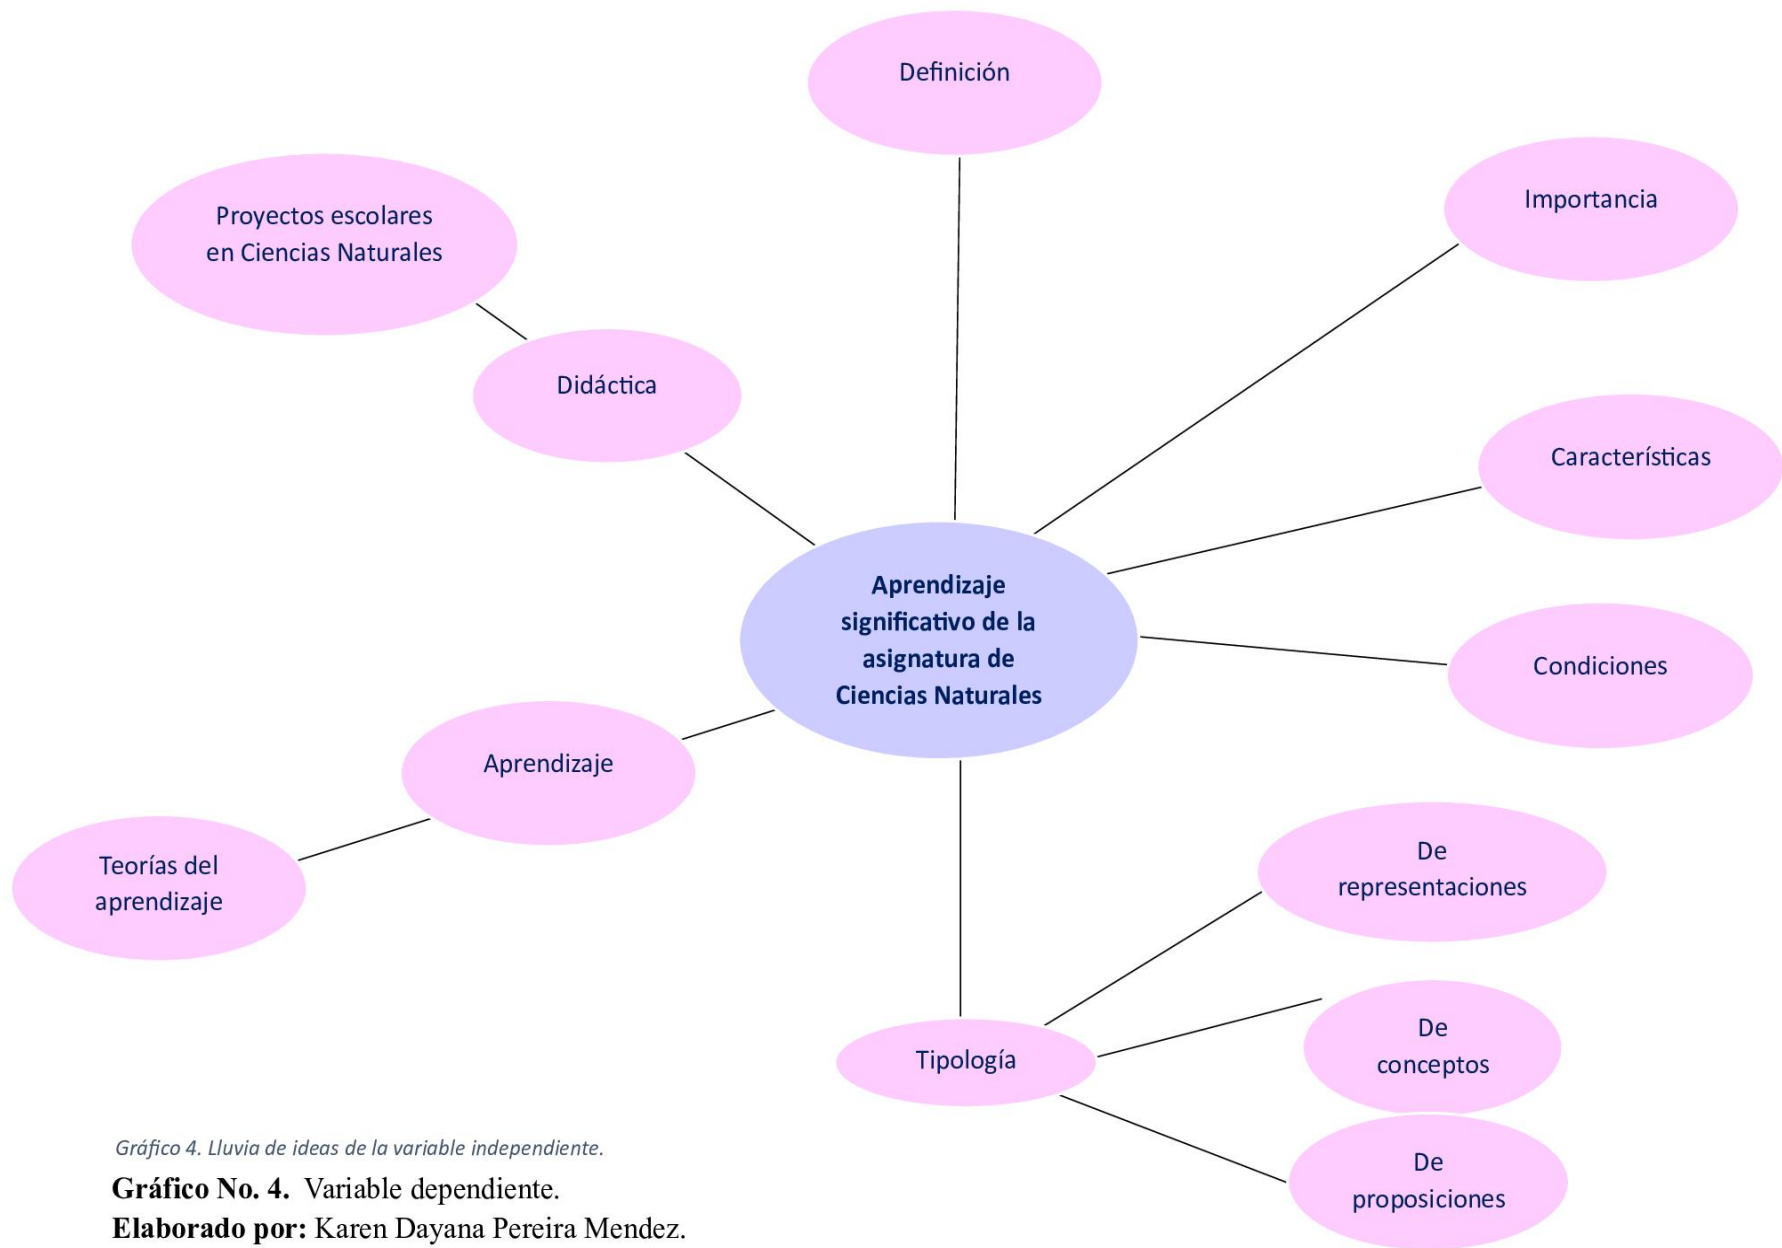 Definición
Importancia
Proyectos escolares
en Ciencias Naturales
Didáctica
Características
Aprendizaje
significativo de la
asignatura de
Ciencias Naturales
Condiciones
Aprendizaje
Teorías del
aprendizaje
De
representaciones
Tipología
De
conceptos
De
proposiciones
Gráfico 4. Lluvia de ideas de la variable independiente.
Gráfico No. 4. Variable dependiente.
Elaborado por: Karen Dayana Pereira Mendez.